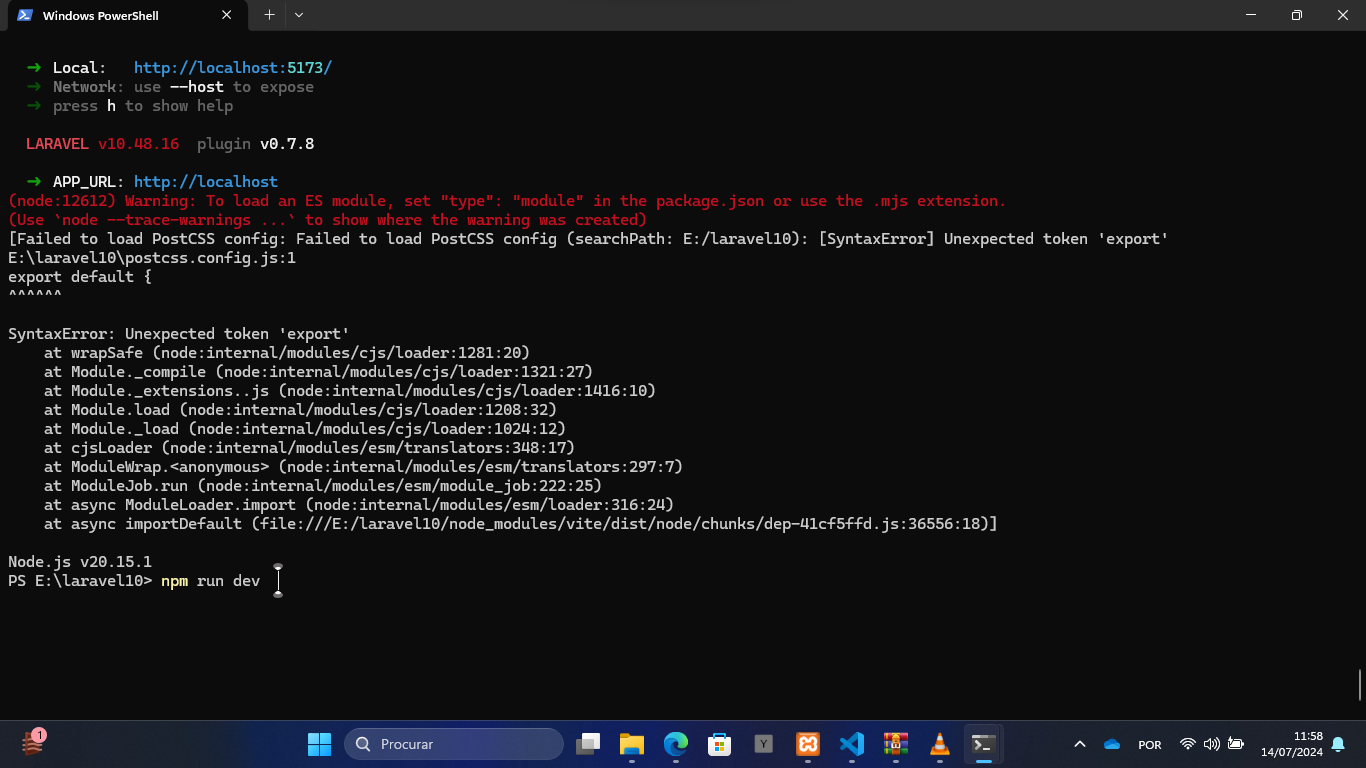 Windows PowerShell
➜ Local: http://localhost:5173/
➜ Network: use --host to expose
➜ press h to show help
LARAVEL v10.48.16 plugin v0.7.8
➜ APP_URL: http://localhost
(node:12612) Warning: To load an ES module, set "type": "module" in the package.json or use the .mjs extension.
(Use `node --trace-warnings ...` to show where the warning was created)
[Failed to load PostCSS config: Failed to load PostCSS config (searchPath: E:/laravel10): [SyntaxError] Unexpected token 'export'
E:\laravel10\postcss.config.js:1
export default {
^^^^^^
SyntaxError: Unexpected token 'export'
at wrapSafe (node:internal/modules/cjs/loader:1281:20)
at Module._compile (node:internal/modules/cjs/loader:1321:27)
at Module._extensions..js (node:internal/modules/cjs/loader:1416:10)
at Module.load (node:internal/modules/cjs/loader:1208:32)
at Module._load (node:internal/modules/cjs/loader:1024:12)
at cjsLoader (node:internal/modules/esm/translators:348:17)
at ModuleWrap.<anonymous> (node:internal/modules/esm/translators:297:7)
at ModuleJob.run (node:internal/modules/esm/module_job:222:25)
at async ModuleLoader.import (node:internal/modules/esm/loader:316:24)
at async importDefault (file:///E:/laravel10/node_modules/vite/dist/node/chunks/dep-41cf5ffd.js:36556:18)]
Node.js v20.15.1
PS E:\laravel10> npm run dev
1
Procurar
Y
POR
11:58
14/07/2024